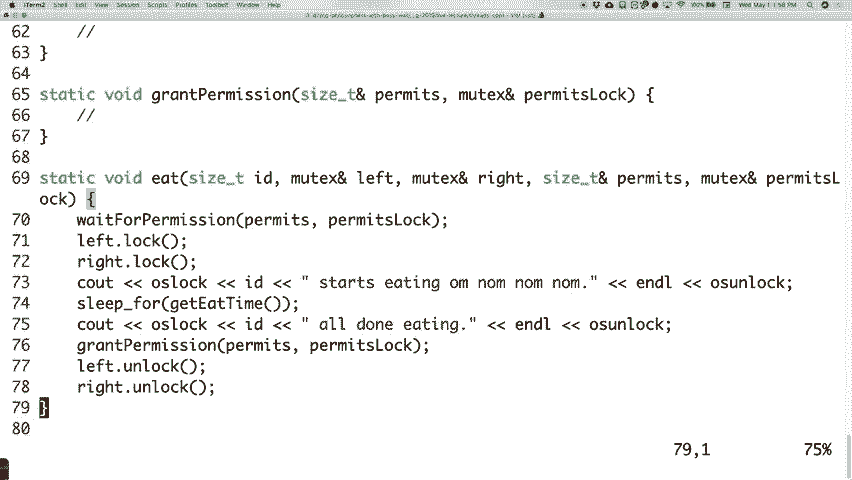 iTerm2 Shell Edit View Session Scripts Profiles Toolbelt Window Help 100% Wed May 1 1:58 PM
62     //
63 }
64
65 static void grantPermission(size_t& permits, mutex& permitsLock) {
66     //
67 }
68
69 static void eat(size_t id, mutex& left, mutex& right, size_t& permits, mutex& permitsL
ock) {
70     waitForPermission(permits, permitsLock);
71     left.lock();
72     right.lock();
73     cout << oslock << id << " starts eating om nom nom nom." << endl << osunlock;
74     sleep_for(getEatTime());
75     cout << oslock << id << " all done eating." << endl << osunlock;
76     grantPermission(permits, permitsLock);
77     left.unlock();
78     right.unlock();
79 }
80
79,1 75%